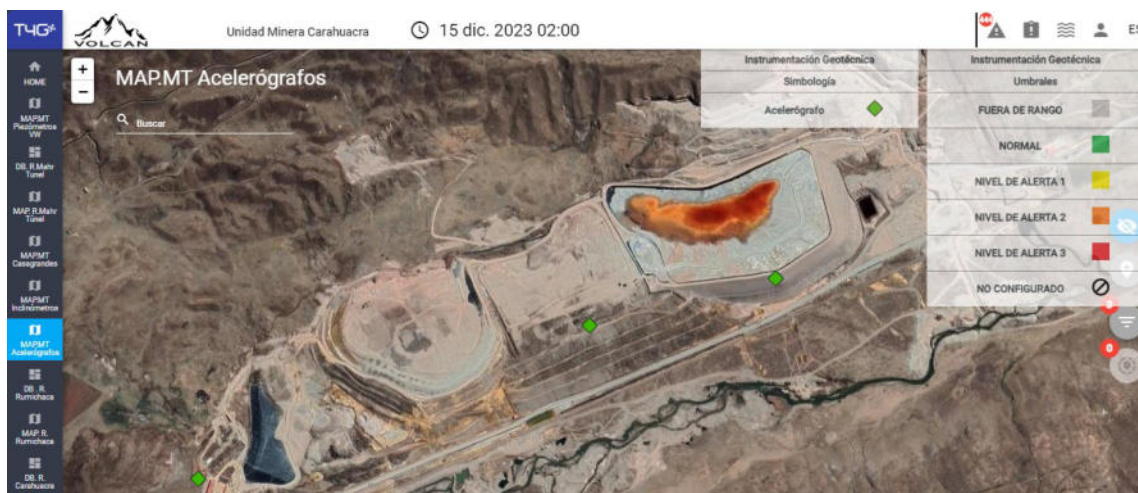 T4G
VOLCAN
Unidad Minera Carahuacra
15 dic. 2023 02:00
ES
HOME
MAP.MT
Piezómetros
VW
DB. R.Mahr
Tunel
MAP. R.Mahr
Túnel
MAP.MT
Casagrandes
MAP.MT
Inclinómetros
MAP.MT
Acelerógrafos
DB . R.
Rumichaca
MAP. R.
Rumichaca
DB. R.
Carahuacra
+
−
MAP.MT Acelerógrafos
Buscar
Instrumentación Geotécnica
Simbología
Acelerógrafo
Instrumentación Geotécnica
Umbrales
FUERA DE RANGO
NORMAL
NIVEL DE ALERTA 1
NIVEL DE ALERTA 2
NIVEL DE ALERTA 3
NO CONFIGURADO
0